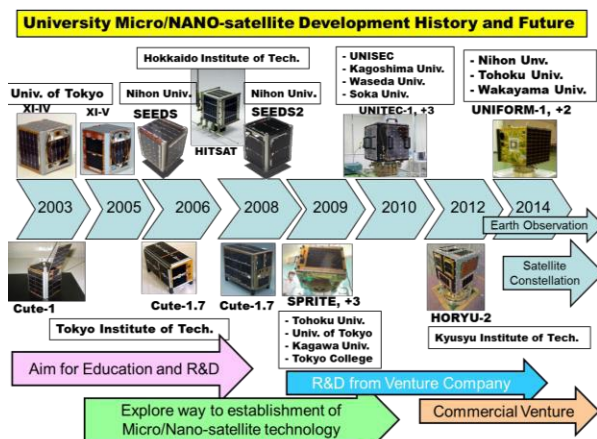 University Micro/NANO-satellite Development History and Future
Hokkaido Institute of Tech.
- UNISEC
- Kagoshima Univ.
- Waseda Univ.
- Soka Univ.
- Nihon Unv.
- Tohoku Univ.
- Wakayama Univ.
Univ. of Tokyo
XI-IV
XI-V
Nihon Univ.
SEEDS
HITSAT
Nihon Univ.
SEEDS2
UNITEC-1, +3
UNIFORM-1, +2
2003
2005
2006
2008
2009
2010
2012
2014
Earth Observation
Satellite
Constellation
Cute-1
Cute-1.7
Cute-1.7
SPRITE, +3
HORYU-2
Tokyo Institute of Tech.
- Tohoku Univ.
- Univ. of Tokyo
- Kagawa Univ.
- Tokyo College
Kyusyu Institute of Tech.
Aim for Education and R&D
R&D from Venture Company
Explore way to establishment of
Micro/Nano-satellite technology
Commercial Venture